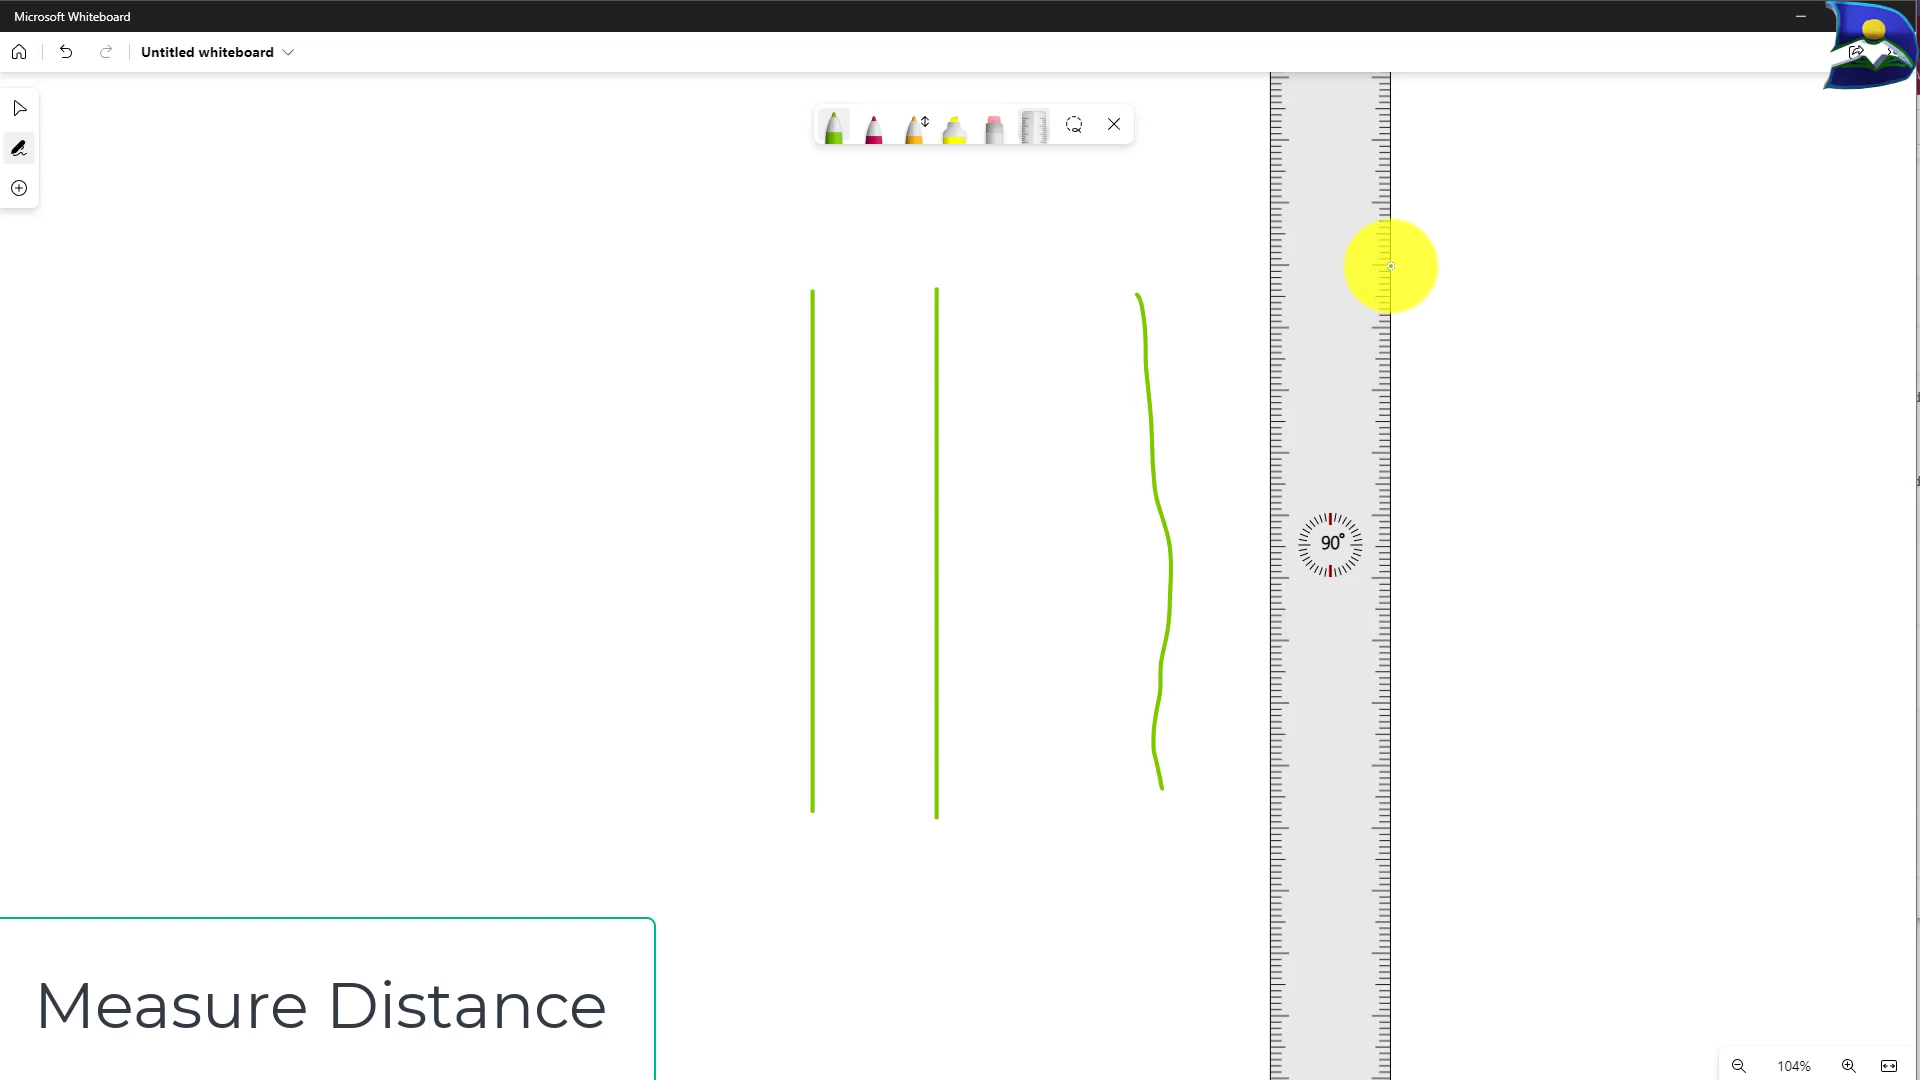 Microsoft Whiteboard
Untitled whiteboard
90°
Measure Distance
104%